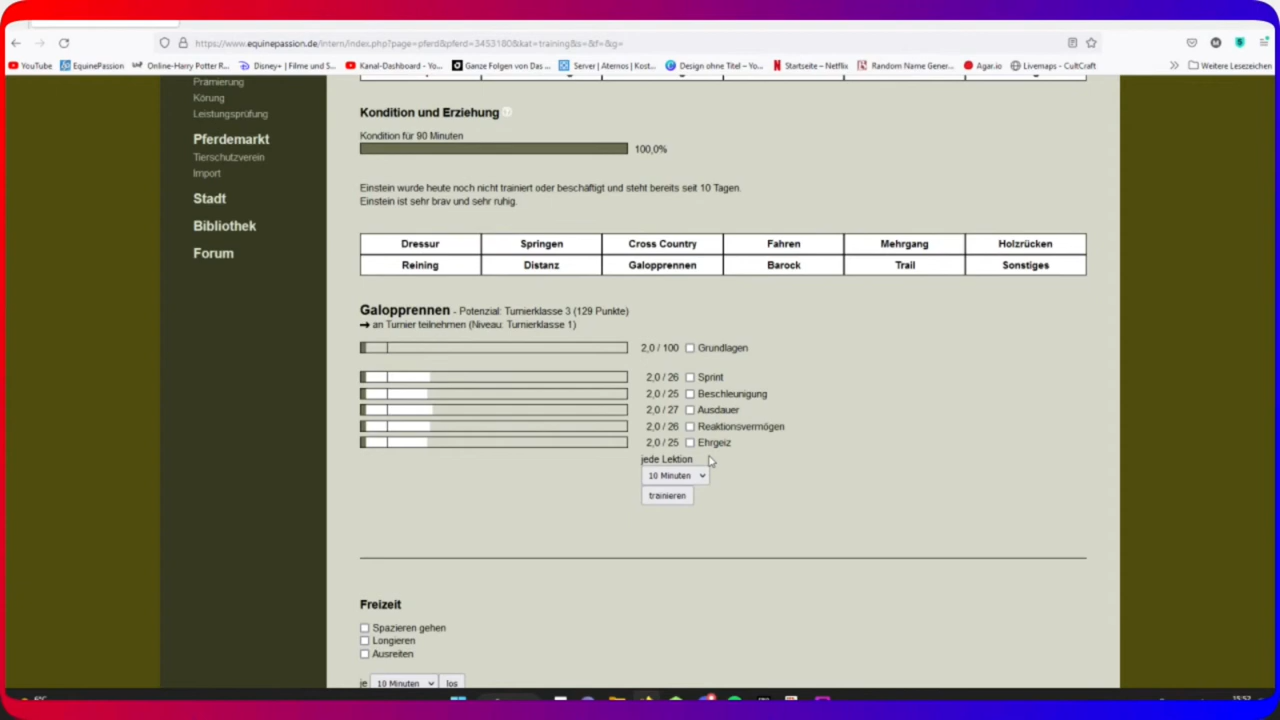 https://www.equinepassion.de/intern/index.php?page=pferd&pferd=3453180&kat=training&s=&f=&g=
YouTube EquinePassion Online-Harry Potter R... Disney+ | Filme und S... Kanal-Dashboard - Yo... Ganze Folgen von Das ... Server | Aternos | Kost... Design ohne Titel – Yo... Startseite – Netflix Random Name Gener... Agar.io Livemaps - CultCraft Weitere Lesezeichen
Prämierung
Körung
Leistungsprüfung
Pferdemarkt
Tierschutzverein
Import
Stadt
Bibliothek
Forum
Kondition und Erziehung
Kondition für 90 Minuten
100,0%
Einstein wurde heute noch nicht trainiert oder beschäftigt und steht bereits seit 10 Tagen.
Einstein ist sehr brav und sehr ruhig.
Dressur Springen Cross Country Fahren Mehrgang Holzrücken
Reining Distanz Galopprennen Barock Trail Sonstiges
Galopprennen - Potenzial: Turnierklasse 3 (129 Punkte)
➞ an Turnier teilnehmen (Niveau: Turnierklasse 1)
2,0 / 100 Grundlagen
2,0 / 26 Sprint
2,0 / 25 Beschleunigung
2,0 / 27 Ausdauer
2,0 / 26 Reaktionsvermögen
2,0 / 25 Ehrgeiz
jede Lektion
10 Minuten
trainieren
Freizeit
Spazieren gehen
Longieren
Ausreiten
je 10 Minuten los